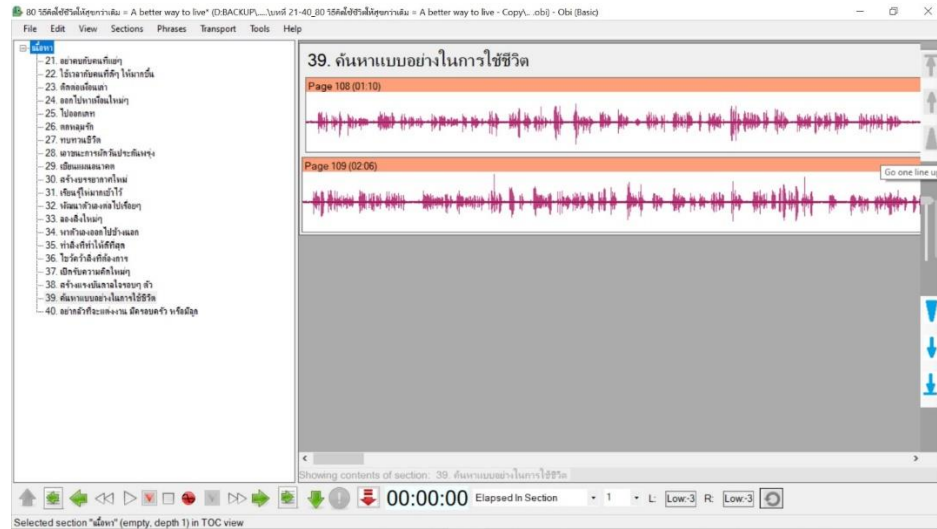 80 วิธีคิดใช้ชีวิตให้สุขกว่าเดิม = A better way to live* (D:BACKUP\.....\บทที่ 21-40_80 วิธีคิดใช้ชีวิตให้สุขกว่าเดิม = A better way to live - Copy\... .obi) - Obi (Basic)
File Edit View Sections Phrases Transport Tools Help
เนื้อหา
21. อย่าคบกับคนที่แย่ๆ
22. ใช้เวลากับคนที่ดีๆ ให้มากขึ้น
23. ติดต่อเพื่อนเก่า
24. ออกไปหาเพื่อนใหม่ๆ
25. ไปออกเดท
26. ตกหลุมรัก
27. ทบทวนชีวิต
28. เอาชนะการผัดวันประกันพรุ่ง
29. เขียนแผนอนาคต
30. สร้างบรรยากาศใหม่
31. เรียนรู้ให้มากเข้าไว้
32. พัฒนาตัวเองต่อไปเรื่อยๆ
33. ลองสิ่งใหม่ๆ
34. พาตัวเองออกไปข้างนอก
35. ทำสิ่งที่ทำให้ดีที่สุด
36. ไขว่คว้าสิ่งที่ต้องการ
37. เปิดรับความคิดใหม่ๆ
38. สร้างแรงบันดาลใจรอบๆ ตัว
39. ค้นหาแบบอย่างในการใช้ชีวิต
40. อย่ากลัวที่จะแต่งงาน มีครอบครัว หรือมีลูก
39. ค้นหาแบบอย่างในการใช้ชีวิต
Page 108 (01:10)
Page 109 (02:06)
Go one line up
Showing contents of section: 39. ค้นหาแบบอย่างในการใช้ชีวิต
00:00:00 Elapsed In Section 1 L: Low:-3 R: Low:-3
Selected section "เนื้อหา" (empty, depth 1) in TOC view